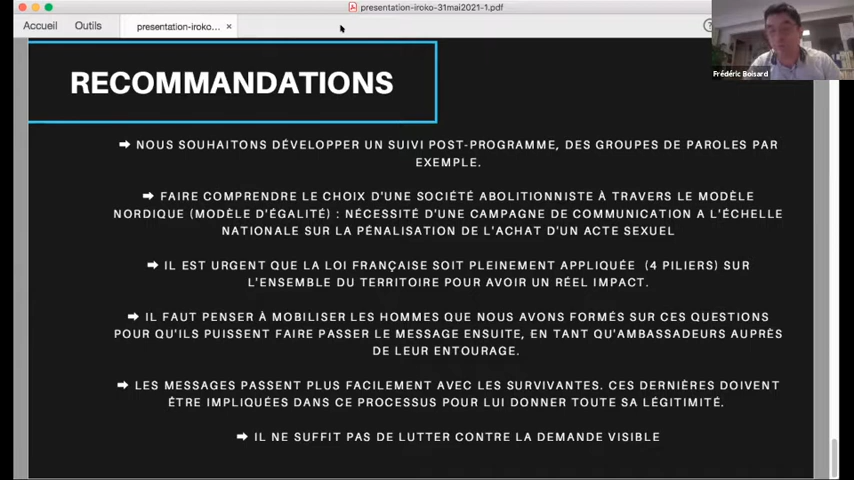 presentation-iroko-31mai2021-1.pdf
Accueil
Outils
presentation-iroko... ×
Frédéric Boisard
RECOMMANDATIONS
➡ NOUS SOUHAITONS DÉVELOPPER UN SUIVI POST-PROGRAMME, DES GROUPES DE PAROLES PAR
EXEMPLE.
➡ FAIRE COMPRENDRE LE CHOIX D'UNE SOCIÉTÉ ABOLITIONNISTE À TRAVERS LE MODÈLE
NORDIQUE (MODÈLE D'ÉGALITÉ) : NÉCESSITÉ D'UNE CAMPAGNE DE COMMUNICATION A L'ÉCHELLE
NATIONALE SUR LA PÉNALISATION DE L'ACHAT D'UN ACTE SEXUEL
➡ IL EST URGENT QUE LA LOI FRANÇAISE SOIT PLEINEMENT APPLIQUÉE (4 PILIERS) SUR
L'ENSEMBLE DU TERRITOIRE POUR AVOIR UN RÉEL IMPACT.
➡ IL FAUT PENSER À MOBILISER LES HOMMES QUE NOUS AVONS FORMÉS SUR CES QUESTIONS
POUR QU'ILS PUISSENT FAIRE PASSER LE MESSAGE ENSUITE, EN TANT QU'AMBASSADEURS AUPRÈS
DE LEUR ENTOURAGE.
➡ LES MESSAGES PASSENT PLUS FACILEMENT AVEC LES SURVIVANTES. CES DERNIÈRES DOIVENT
ÊTRE IMPLIQUÉES DANS CE PROCESSUS POUR LUI DONNER TOUTE SA LÉGITIMITÉ.
➡ IL NE SUFFIT PAS DE LUTTER CONTRE LA DEMANDE VISIBLE